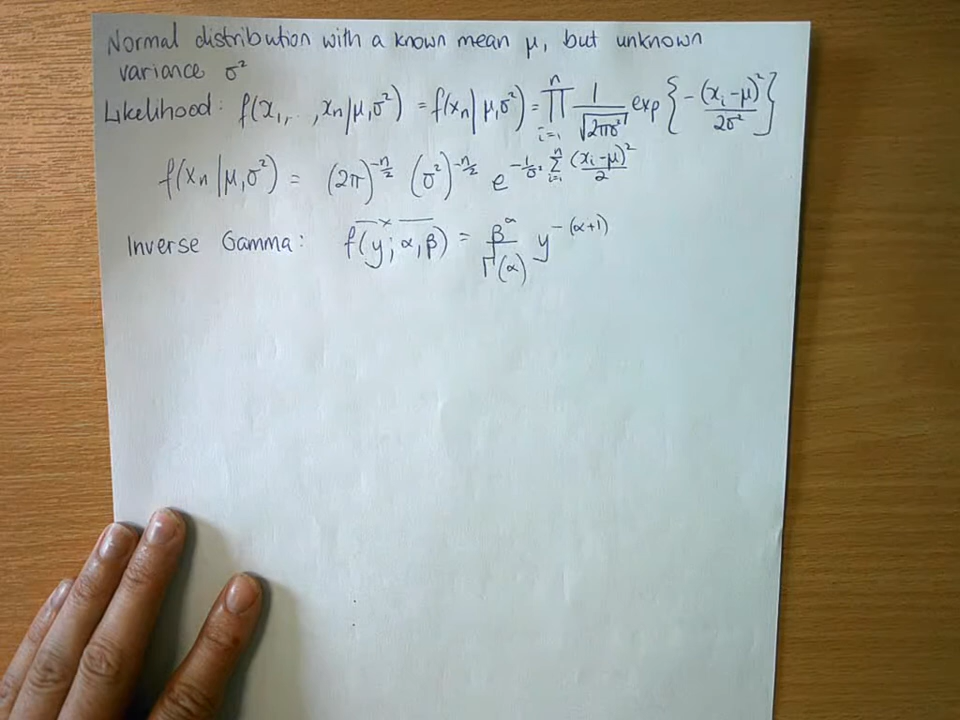 Normal distribution with a known mean μ, but unknown
variance σ²
Likelihood: f(x₁,..,xₙ|μ,σ²) = f(xₙ|μ,σ²) = ∏ᵢ₌₁ⁿ 1/√(2πσ²) exp{-(xᵢ-μ)²/2σ²}
f(xₙ|μ,σ²) = (2π)^(-n/2) (σ²)^(-n/2) e^(-1/σ² · ∑ᵢ₌₁ⁿ (xᵢ-μ)²/2)
Inverse Gamma: f(y; α, β) = β^α/Γ(α) y^-(α+1)